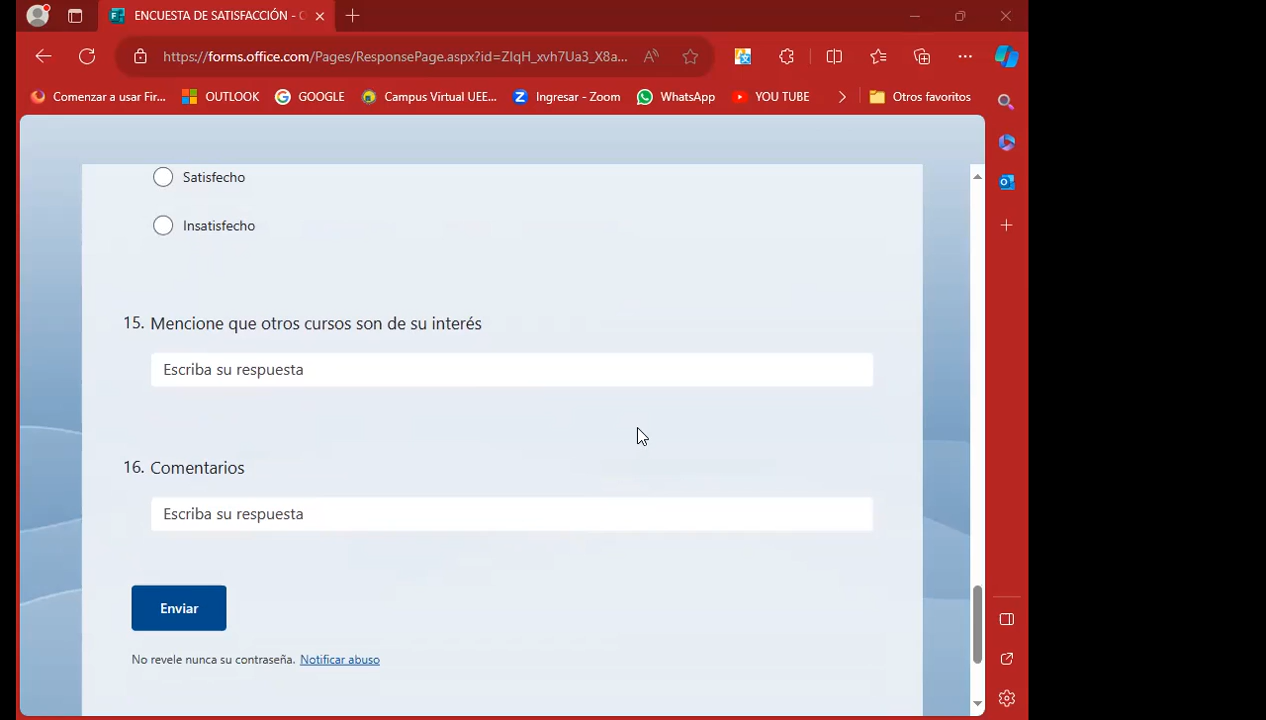 ENCUESTA DE SATISFACCIÓN - 
https://forms.office.com/Pages/ResponsePage.aspx?id=ZIqH_xvh7Ua3_X8a...
Comenzar a usar Fir... OUTLOOK GOOGLE Campus Virtual UEE... Ingresar - Zoom WhatsApp YOU TUBE Otros favoritos
Satisfecho
Insatisfecho
15. Mencione que otros cursos son de su interés
Escriba su respuesta
16. Comentarios
Escriba su respuesta
Enviar
No revele nunca su contraseña. Notificar abuso